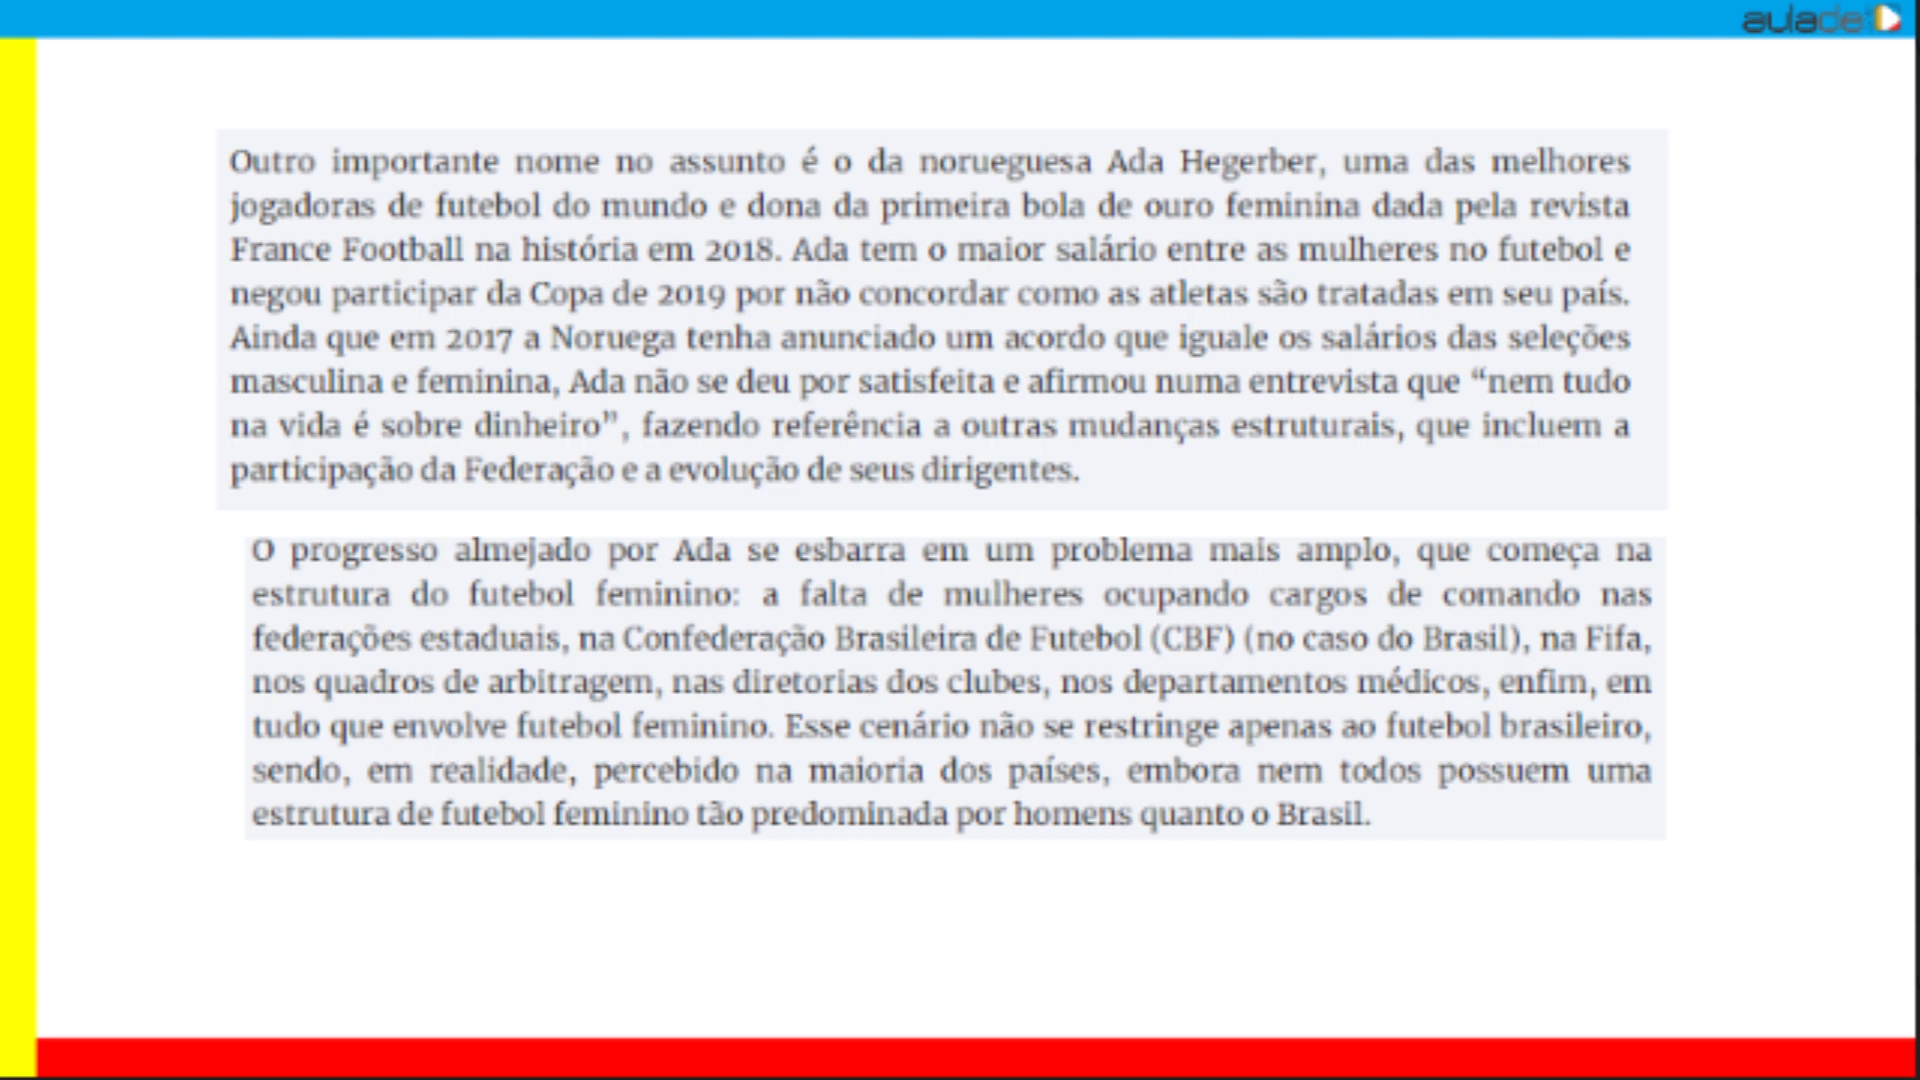 aulade
Outro importante nome no assunto é o da norueguesa Ada Hegerber, uma das melhores
jogadoras de futebol do mundo e dona da primeira bola de ouro feminina dada pela revista
France Football na história em 2018. Ada tem o maior salário entre as mulheres no futebol e
negou participar da Copa de 2019 por não concordar como as atletas são tratadas em seu país.
Ainda que em 2017 a Noruega tenha anunciado um acordo que iguale os salários das seleções
masculina e feminina, Ada não se deu por satisfeita e afirmou numa entrevista que “nem tudo
na vida é sobre dinheiro”, fazendo referência a outras mudanças estruturais, que incluem a
participação da Federação e a evolução de seus dirigentes.
O progresso almejado por Ada se esbarra em um problema mais amplo, que começa na
estrutura do futebol feminino: a falta de mulheres ocupando cargos de comando nas
federações estaduais, na Confederação Brasileira de Futebol (CBF) (no caso do Brasil), na Fifa,
nos quadros de arbitragem, nas diretorias dos clubes, nos departamentos médicos, enfim, em
tudo que envolve futebol feminino. Esse cenário não se restringe apenas ao futebol brasileiro,
sendo, em realidade, percebido na maioria dos países, embora nem todos possuem uma
estrutura de futebol feminino tão predominada por homens quanto o Brasil.